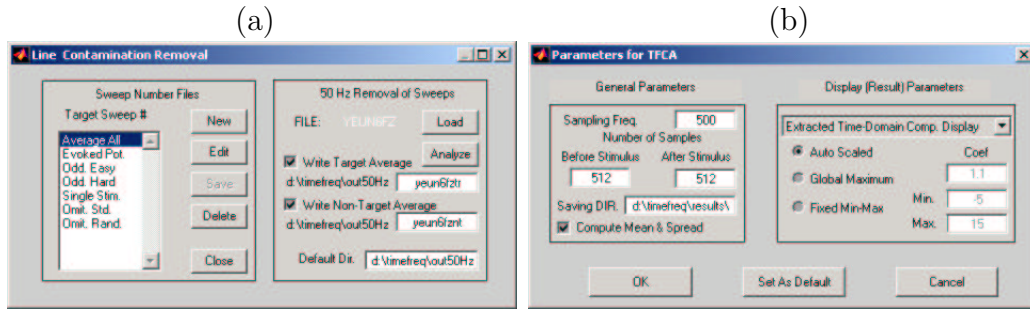 (a)
Line Contamination Removal
Sweep Number Files
Target Sweep #
Average All
Evoked Pot.
Odd. Easy
Odd. Hard
Single Stim.
Omit. Std.
Omit. Rand.
New
Edit
Save
Delete
Close
50 Hz Removal of Sweeps
FILE: YEUN6FZ Load
Analyze
Write Target Average
d:\timefreq\out50Hz yeun6fztr
Write Non-Target Average
d:\timefreq\out50Hz yeun6fznt
Default Dir. d:\timefreq\out50Hz
(b)
Parameters for TFCA
General Parameters
Sampling Freq. 500
Number of Samples
Before Stimulus After Stimulus
512 512
Saving DIR. d:\timefreq\results\
Compute Mean & Spread
Display (Result) Parameters
Extracted Time-Domain Comp. Display
Auto Scaled Coef
Global Maximum 1.1
Fixed Min-Max Min. -5
Max. 15
OK Set As Default Cancel